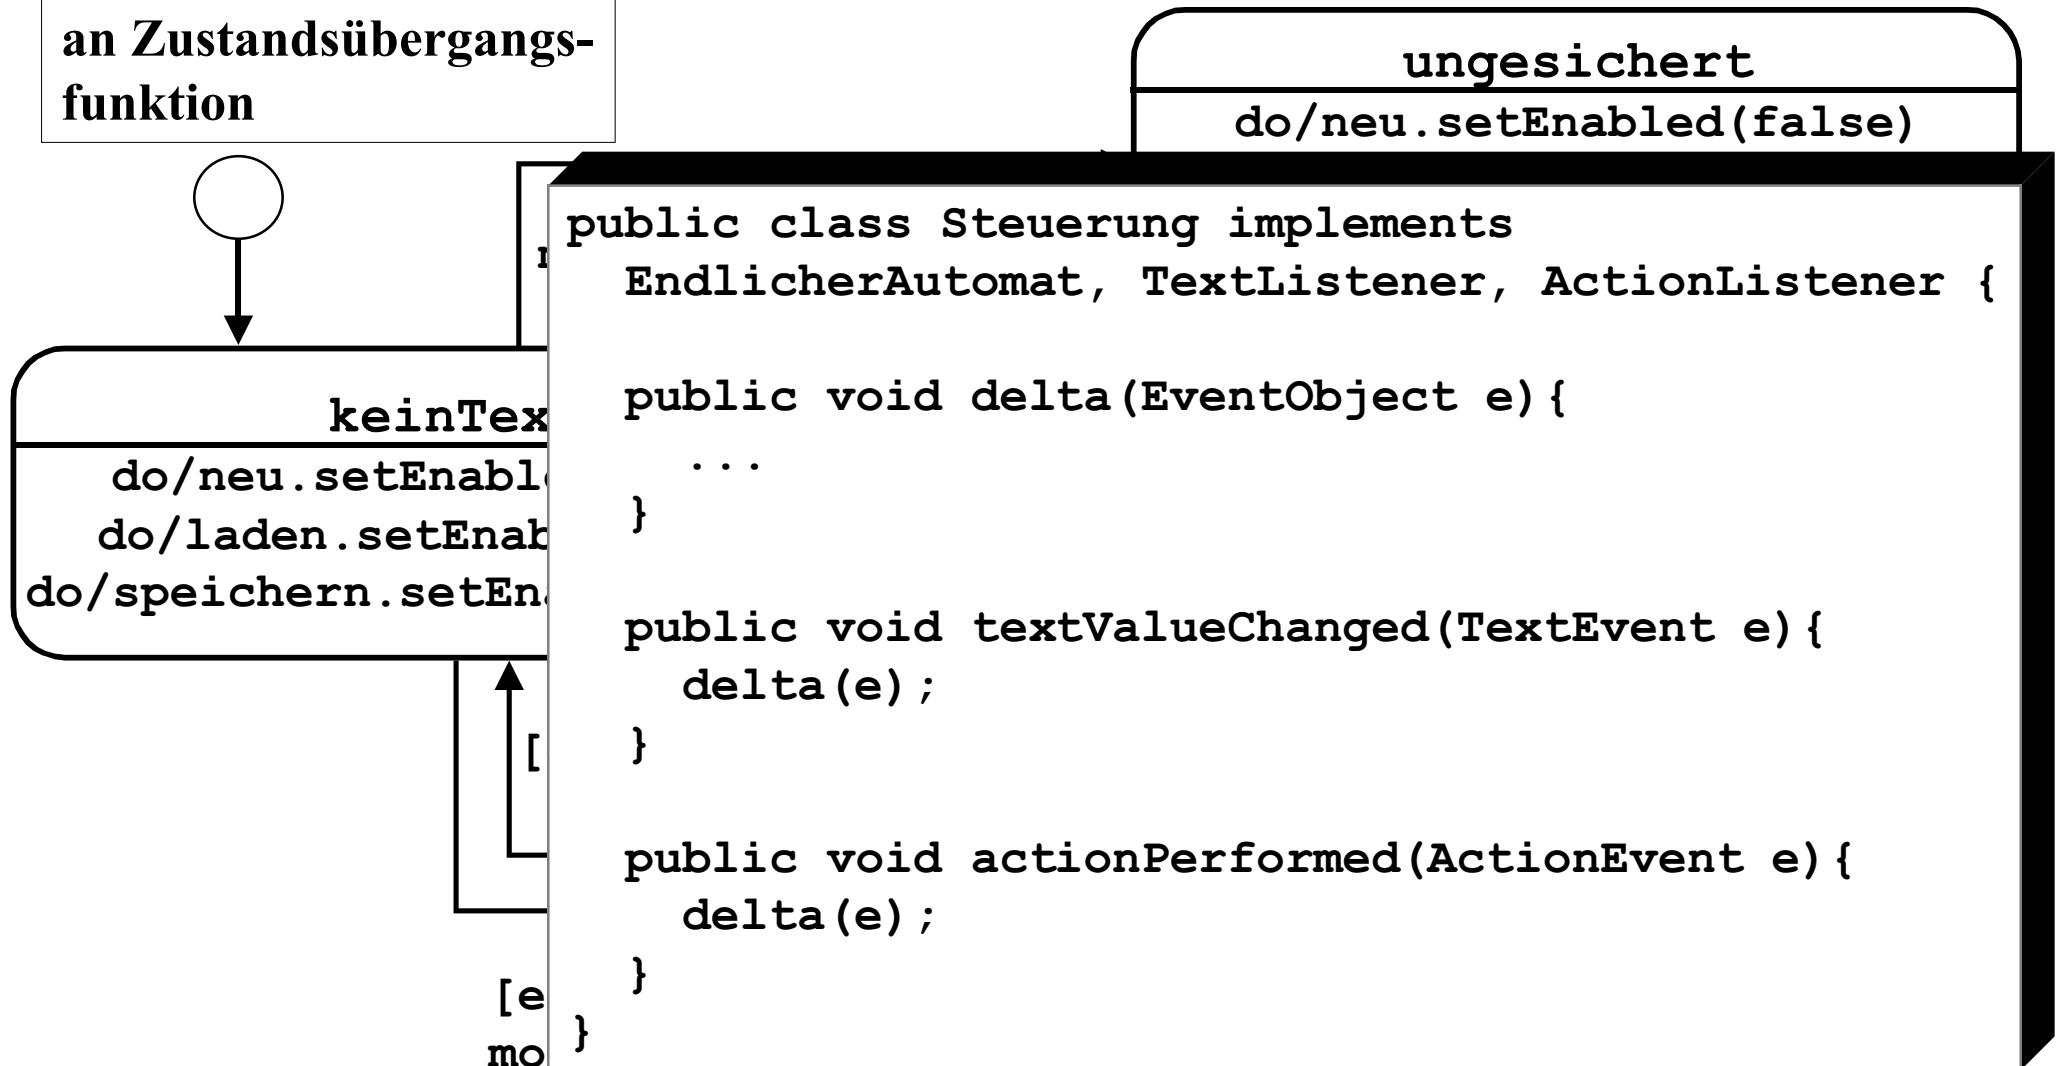 an Zustandsübergangs-
funktion
ungesichert
do/neu.setEnabled(false)
keinTex
do/neu.setEnabl
do/laden.setEnab
do/speichern.setEn
[
[e
mo
public class Steuerung implements
EndlicherAutomat, TextListener, ActionListener {
public void delta(EventObject e){
...
}
public void textValueChanged(TextEvent e){
delta(e);
}
public void actionPerformed(ActionEvent e){
delta(e);
}
}